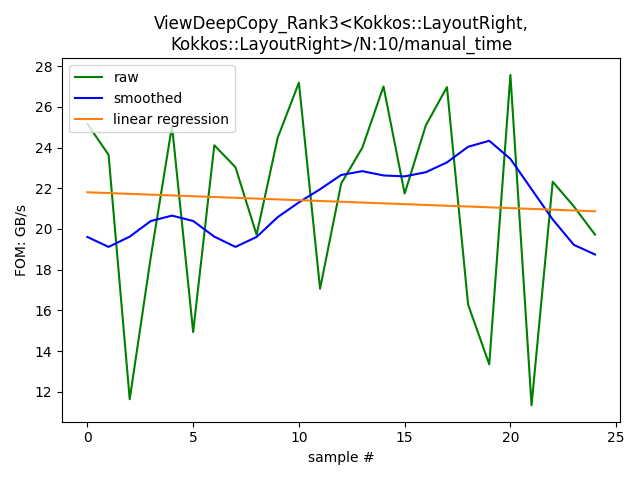 ViewDeepCopy_Rank3<Kokkos::LayoutRight,
Kokkos::LayoutRight>/N:10/manual_time
raw
smoothed
linear regression
FOM: GB/s
28
26
24
22
20
18
16
14
12
0
5
10
15
20
25
sample #